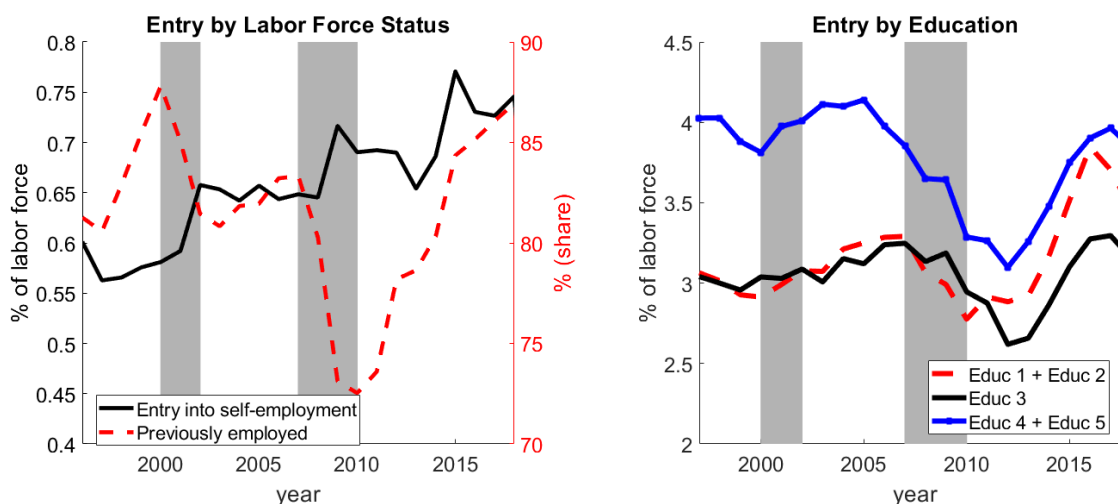 Entry by Labor Force Status
0.8
0.75
0.7
0.65
0.6
0.55
0.5
0.45
0.4
% of labor force
90
85
80
75
70
% (share)
Entry into self-employment
Previously employed
2000 2005 2010 2015
year
Entry by Education
4.5
4
3.5
3
2.5
2
% of labor force
Educ 1 + Educ 2
Educ 3
Educ 4 + Educ 5
2000 2005 2010 2015
year